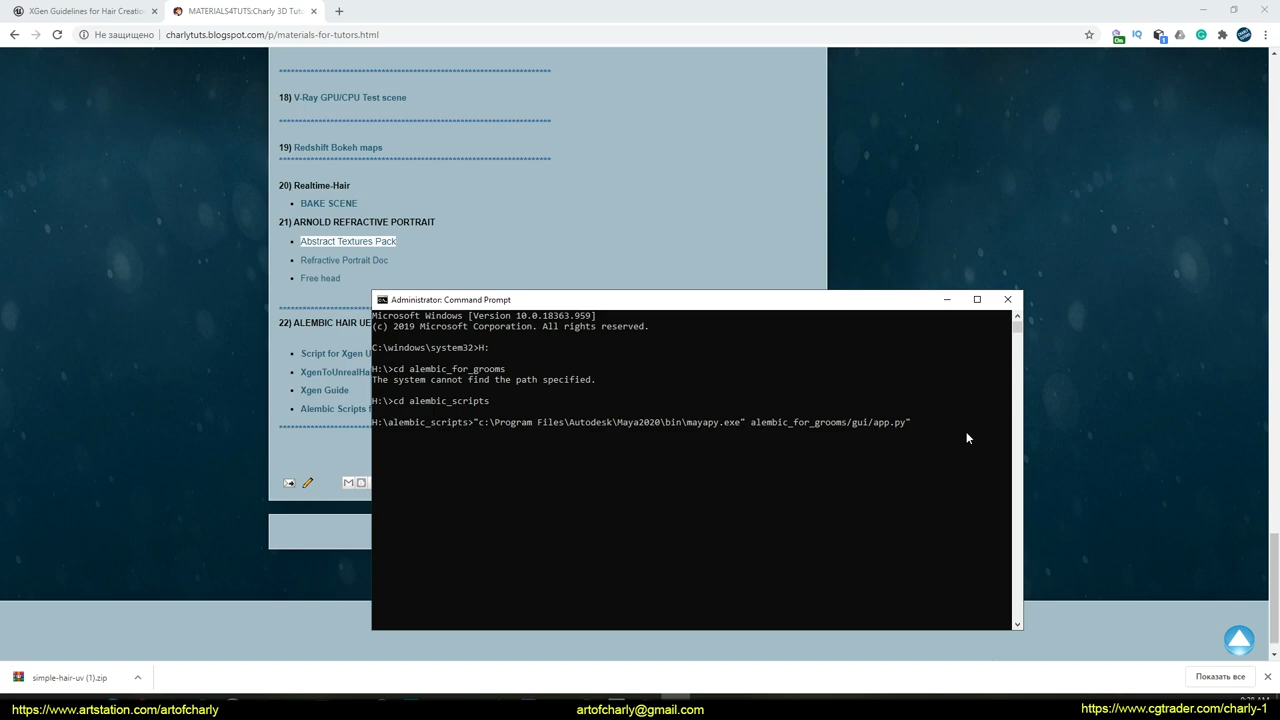 XGen Guidelines for Hair Creatio
MATERIALS4TUTS:Charly 3D Tut
Не защищено
charlytuts.blogspot.com/p/materials-for-tutors.html
On
IQ
1
**********************************************************************
18) V-Ray GPU/CPU Test scene
**********************************************************************
19) Redshift Bokeh maps
**********************************************************************
20) Realtime-Hair
BAKE SCENE
21) ARNOLD REFRACTIVE PORTRAIT
Abstract Textures Pack
Refractive Portrait Doc
Free head
22) ALEMBIC HAIR UE
Script for Xgen U
XgenToUnrealHa
Xgen Guide
Alembic Scripts f
Administrator: Command Prompt
Microsoft Windows [Version 10.0.18363.959]
(c) 2019 Microsoft Corporation. All rights reserved.
C:\windows\system32>H:
H:\>cd alembic_for_grooms
The system cannot find the path specified.
H:\>cd alembic_scripts
H:\alembic_scripts>"c:\Program Files\Autodesk\Maya2020\bin\mayapy.exe" alembic_for_grooms/gui/app.py"
simple-hair-uv (1).zip
Показать все
https://www.artstation.com/artofcharly
artofcharly@gmail.com
https://www.cgtrader.com/charly-1